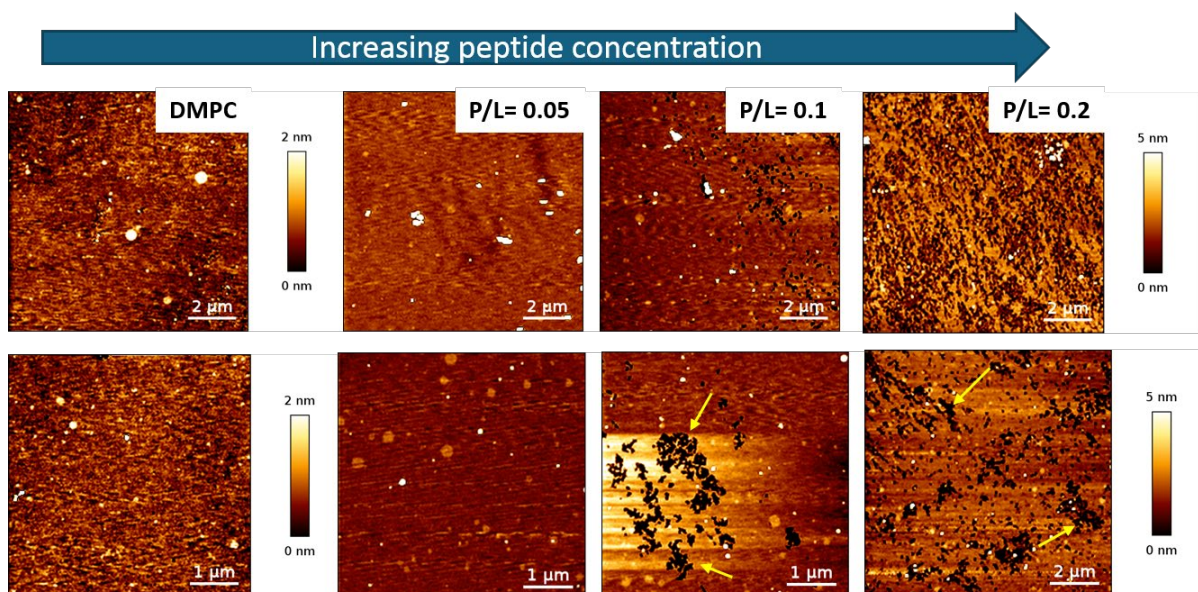 Increasing peptide concentration
DMPC
P/L= 0.05
P/L= 0.1
P/L= 0.2
2 nm
0 nm
5 nm
0 nm
2 µm
2 µm
2 µm
2 µm
2 nm
0 nm
5 nm
0 nm
1 µm
1 µm
1 µm
2 µm